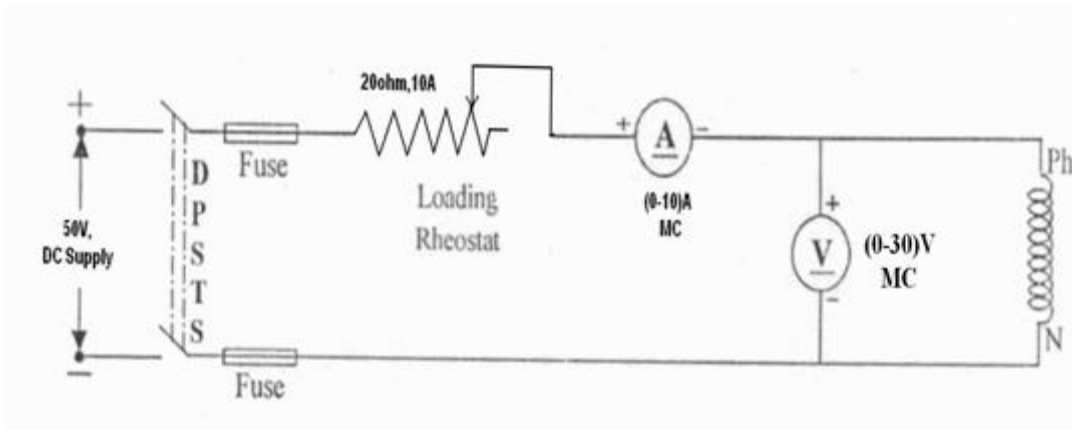 20ohm,10A
+
Fuse
+ A -
Ph
D
P
S
T
S
Loading
Rheostat
(0-10)A
MC
+
50V,
DC Supply
V
(0-30)V
MC
-
N
-
Fuse